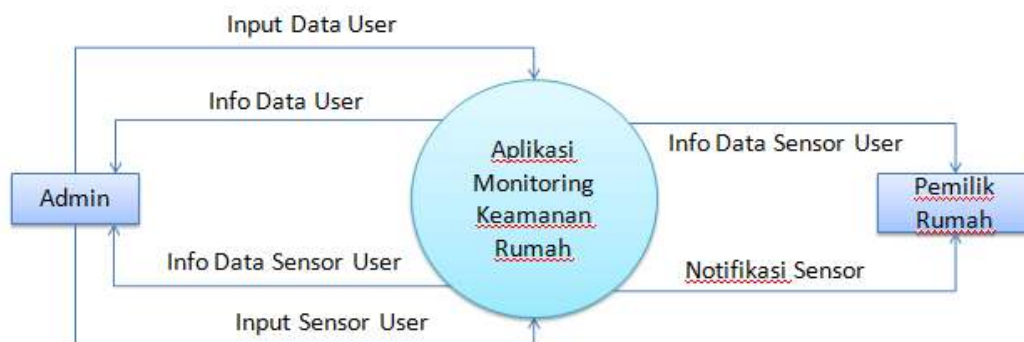 Input Data User
Info Data User
Info Data Sensor User
Aplikasi
Monitoring
Keamanan
Rumah
Admin
Pemilik
Rumah
Info Data Sensor User
Notifikasi Sensor
Input Sensor User